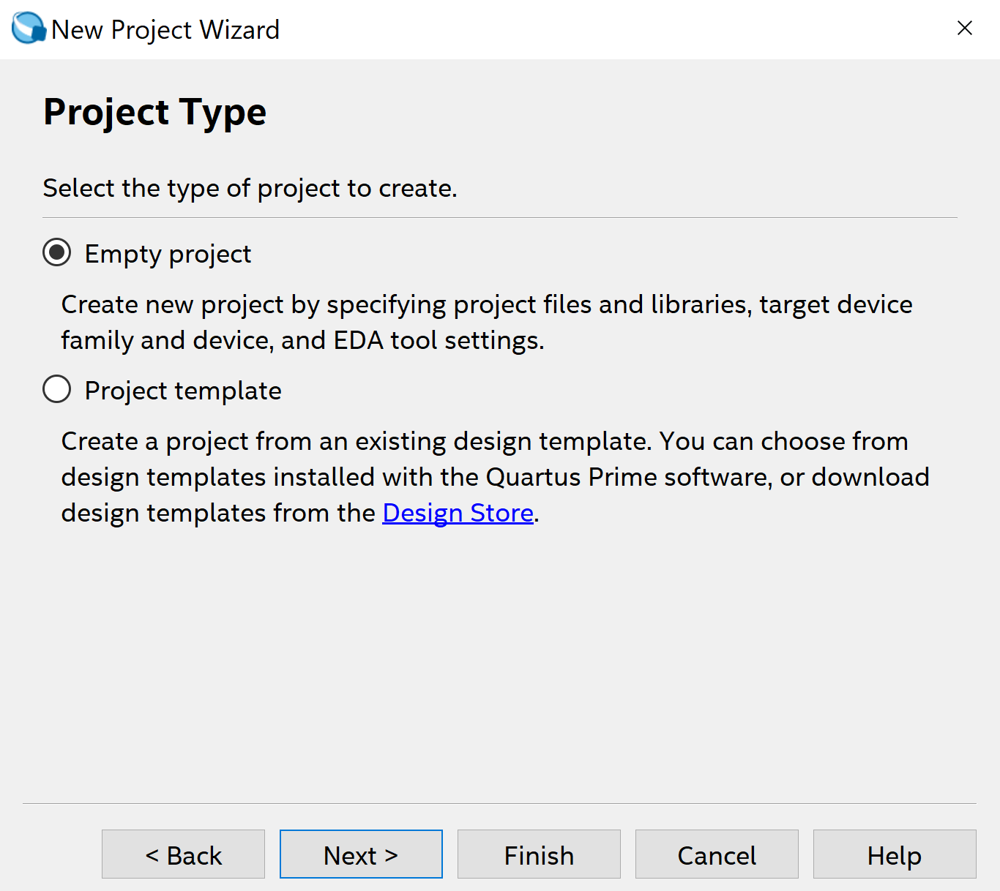 New Project Wizard
Project Type
Select the type of project to create.
Empty project
Create new project by specifying project files and libraries, target device
family and device, and EDA tool settings.
Project template
Create a project from an existing design template. You can choose from
design templates installed with the Quartus Prime software, or download
design templates from the Design Store.
< Back Next > Finish Cancel Help